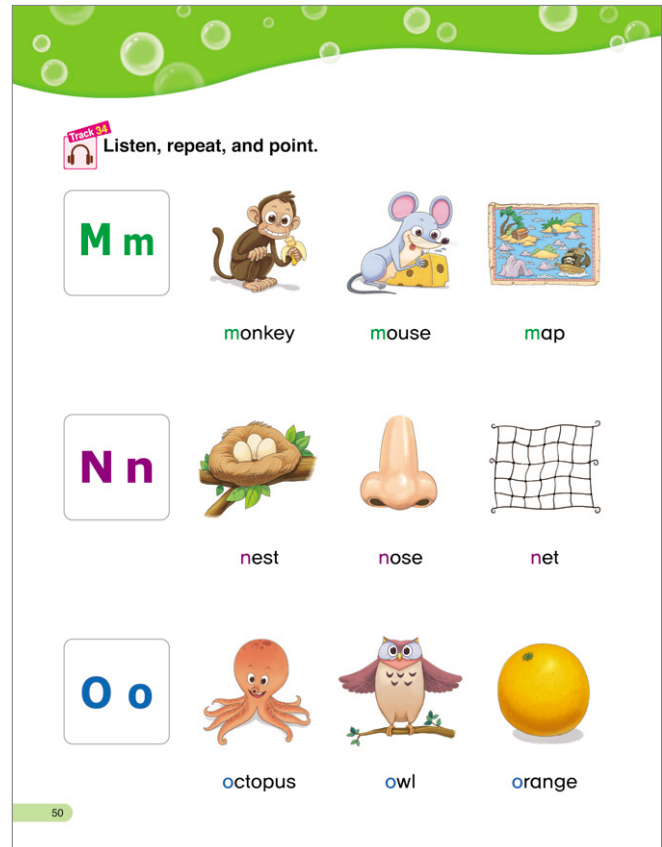 Track 34
Listen, repeat, and point.
M m
monkey mouse map
N n
nest nose net
O o
octopus owl orange
50